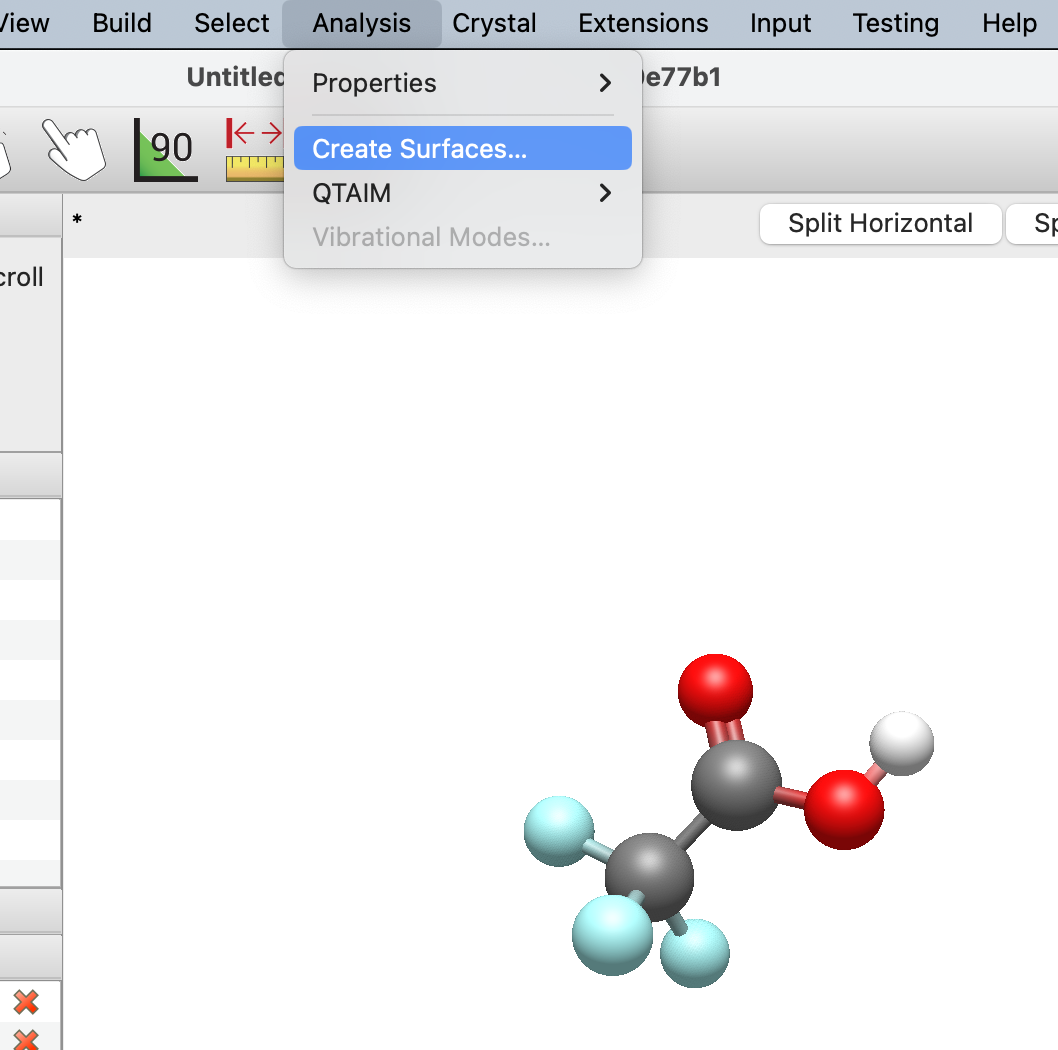 View Build Select Analysis Crystal Extensions Input Testing Help
Untitled e77b1
Properties
90
Create Surfaces...
QTAIM
Vibrational Modes...
*
Split Horizontal Sp
croll